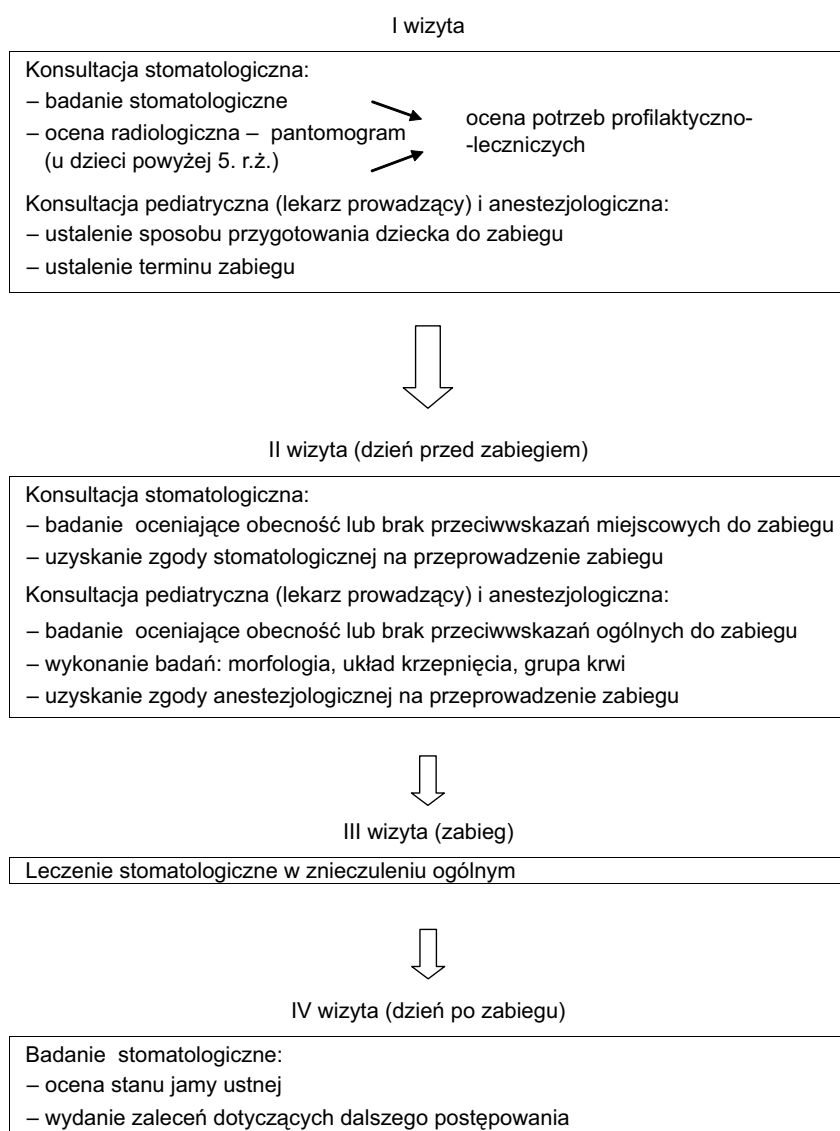 I wizyta
Konsultacja stomatologiczna:
– badanie stomatologiczne
– ocena radiologiczna – pantomogram
(u dzieci powyżej 5. r.ż.)
ocena potrzeb profilaktyczno-
-leczniczych
Konsultacja pediatryczna (lekarz prowadzący) i anestezjologiczna:
– ustalenie sposobu przygotowania dziecka do zabiegu
– ustalenie terminu zabiegu
II wizyta (dzień przed zabiegiem)
Konsultacja stomatologiczna:
– badanie oceniające obecność lub brak przeciwwskazań miejscowych do zabiegu
– uzyskanie zgody stomatologicznej na przeprowadzenie zabiegu
Konsultacja pediatryczna (lekarz prowadzący) i anestezjologiczna:
– badanie oceniające obecność lub brak przeciwwskazań ogólnych do zabiegu
– wykonanie badań: morfologia, układ krzepnięcia, grupa krwi
– uzyskanie zgody anestezjologicznej na przeprowadzenie zabiegu
III wizyta (zabieg)
Leczenie stomatologiczne w znieczuleniu ogólnym
IV wizyta (dzień po zabiegu)
Badanie stomatologiczne:
– ocena stanu jamy ustnej
– wydanie zaleceń dotyczących dalszego postępowania